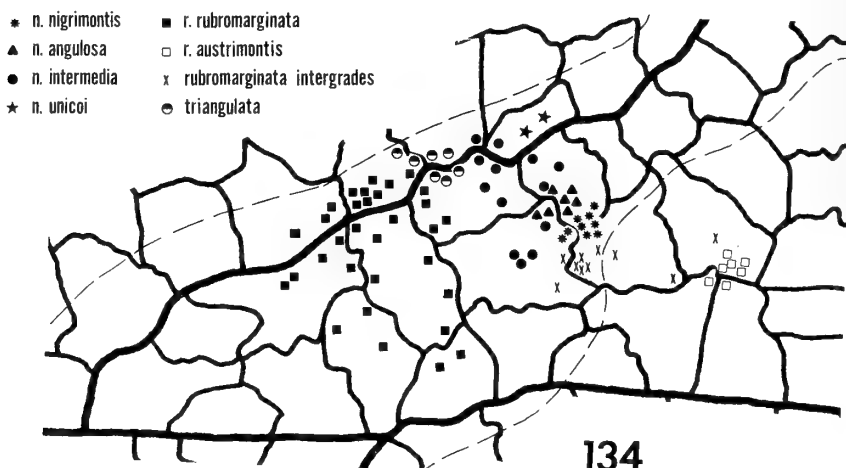 n. nigrimontis
n. angulosa
n. intermedia
n. unicoi
r. rubromarginata
r. austrimontis
rubromarginata intergrades
triangulata
134